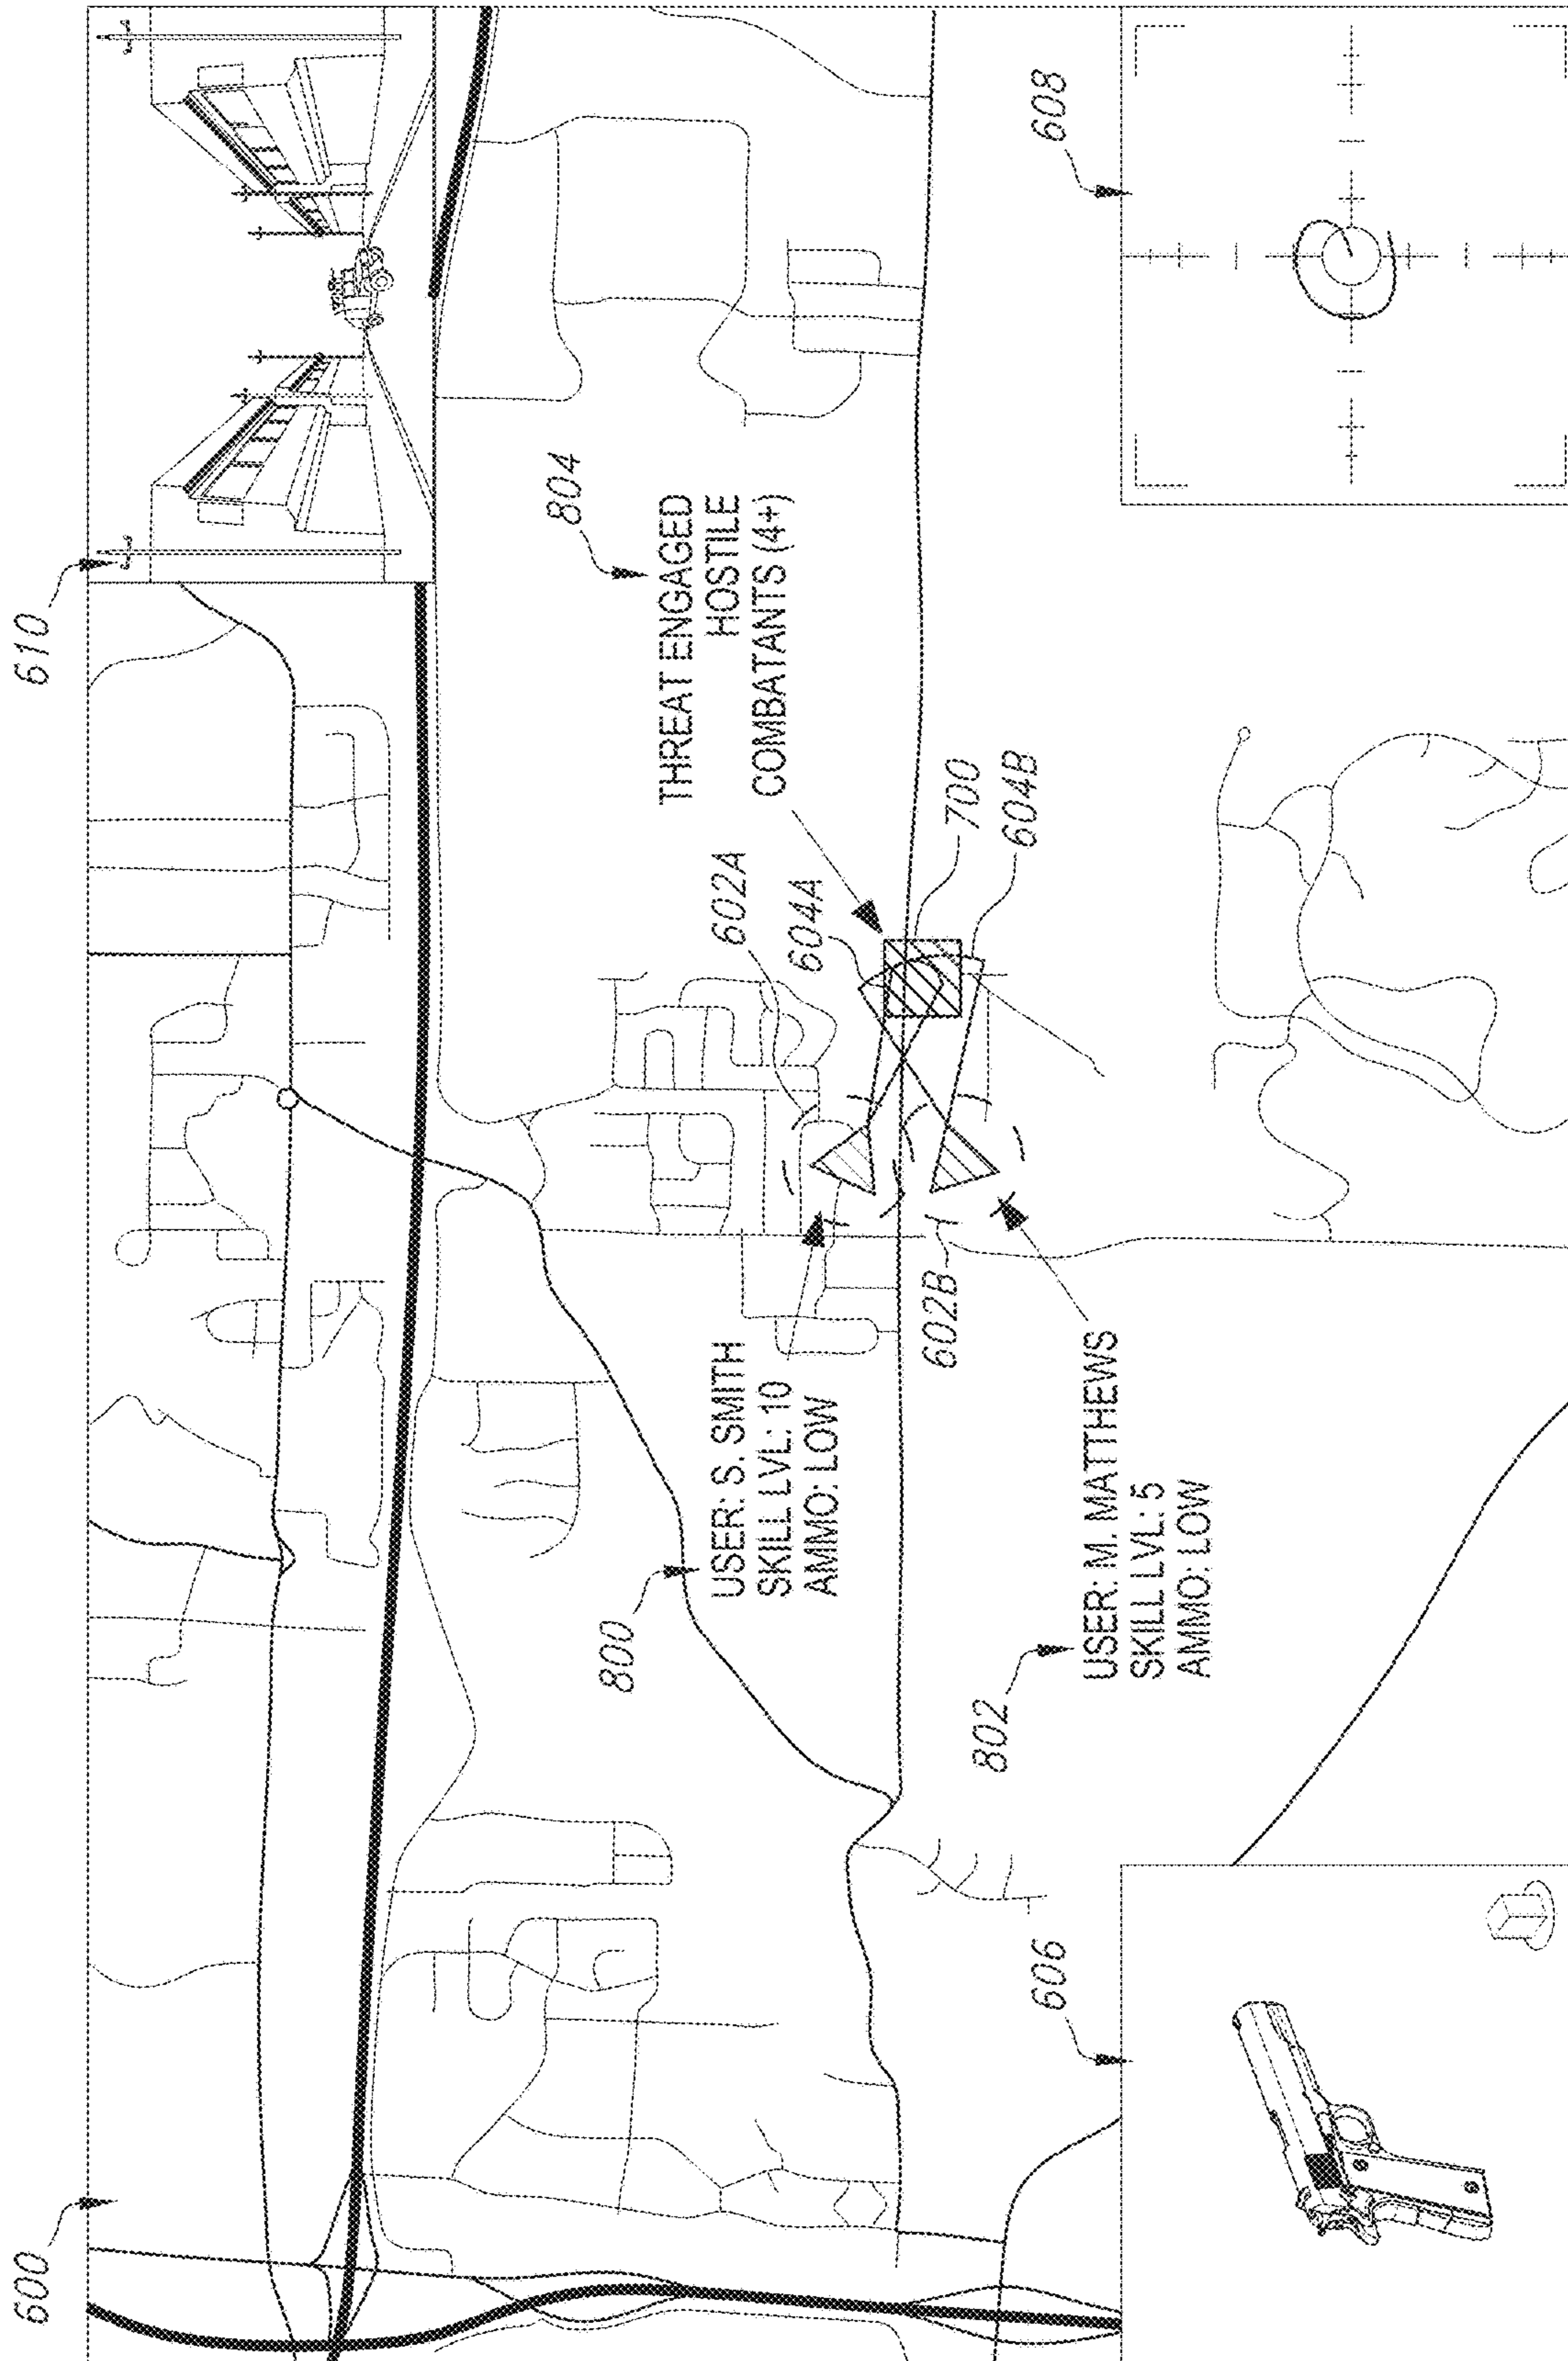 600
610
800
USER: S. SMITH
SKILL LVL: 10
AMMO: LOW
804
THREAT ENGAGED
HOSTILE
COMBATANTS (4+)
602A
604A
700
604B
602B
802
USER: M. MATTHEWS
SKILL LVL: 5
AMMO: LOW
606
608